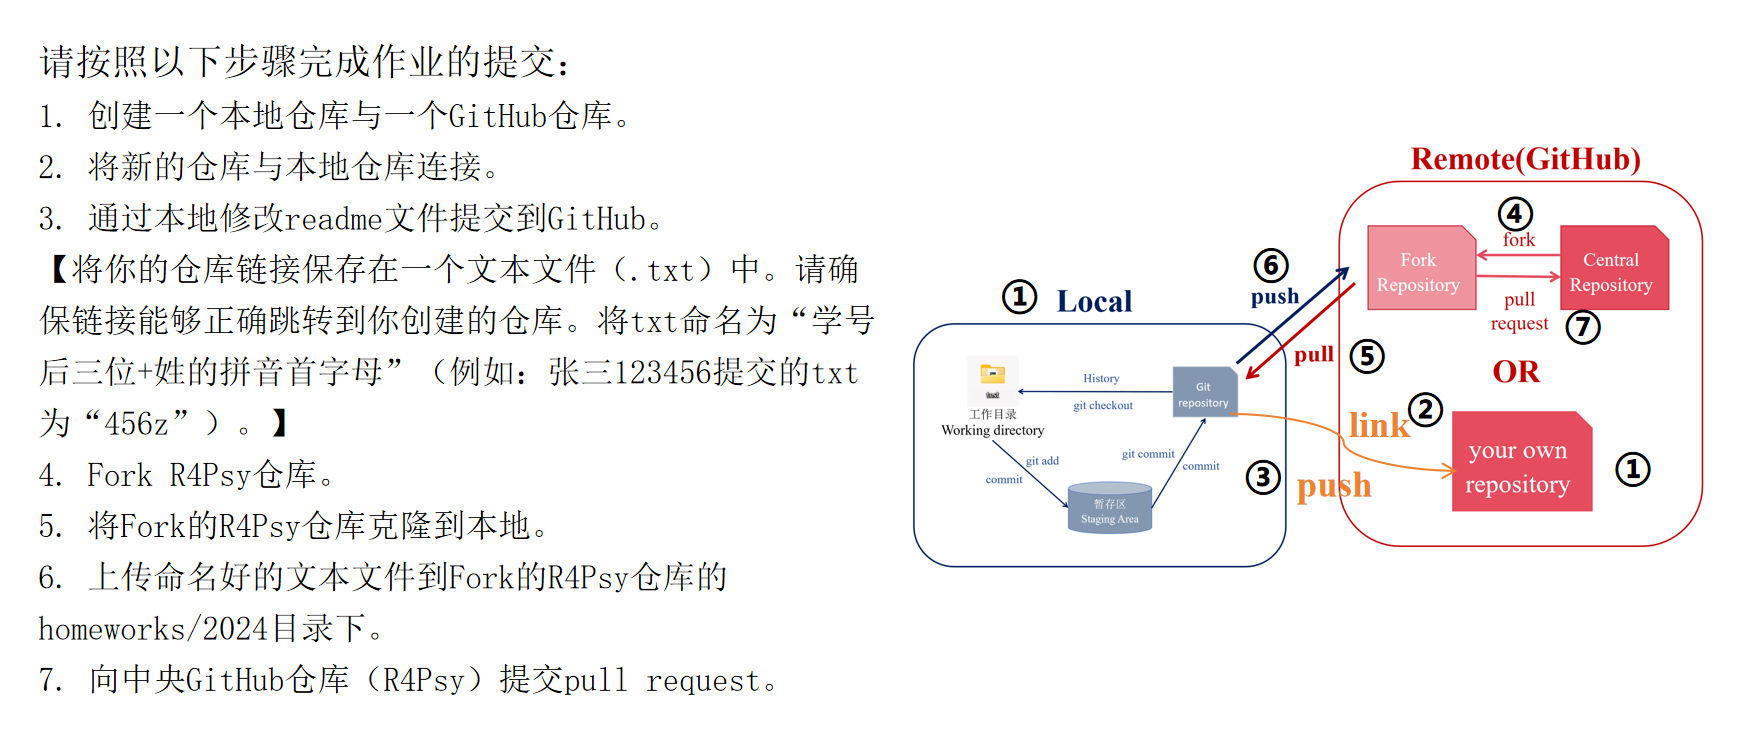 请按照以下步骤完成作业的提交：
1. 创建一个本地仓库与一个GitHub仓库。
2. 将新的仓库与本地仓库连接。
3. 通过本地修改readme文件提交到GitHub。
【将你的仓库链接保存在一个文本文件（.txt）中。请确
保链接能够正确跳转到你创建的仓库。将txt命名为“学号
后三位+姓的拼音首字母”（例如：张三123456提交的txt
为“456z”）。】
4. Fork R4Psy仓库。
5. 将Fork的R4Psy仓库克隆到本地。
6. 上传命名好的文本文件到Fork的R4Psy仓库的
homeworks/2024目录下。
7. 向中央GitHub仓库（R4Psy）提交pull request。
① Local
History
git checkout
Git
repository
工作目录
Working directory
git add
commit
git commit
commit
暂存区
Staging Area
③
push
link
②
⑥
push
pull
⑤
Remote(GitHub)
④
fork
Fork
Repository
Central
Repository
pull
request
⑦
OR
your own
repository
①